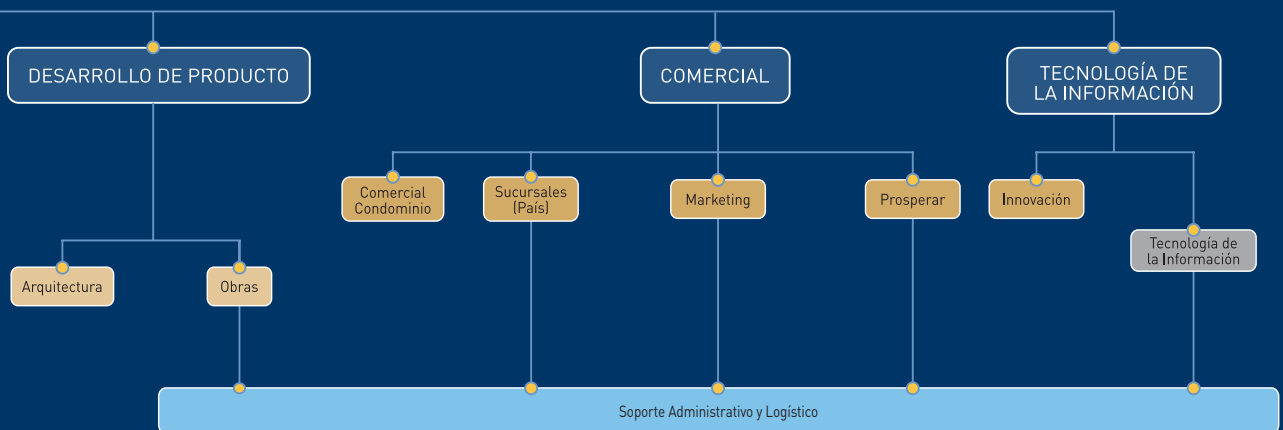 DESARROLLO DE PRODUCTO
COMERCIAL
TECNOLOGÍA DE
LA INFORMACIÓN
Comercial
Condominio
Sucursales
(País)
Marketing
Prosperar
Innovación
Tecnología de
la Información
Arquitectura
Obras
Soporte Administrativo y Logístico